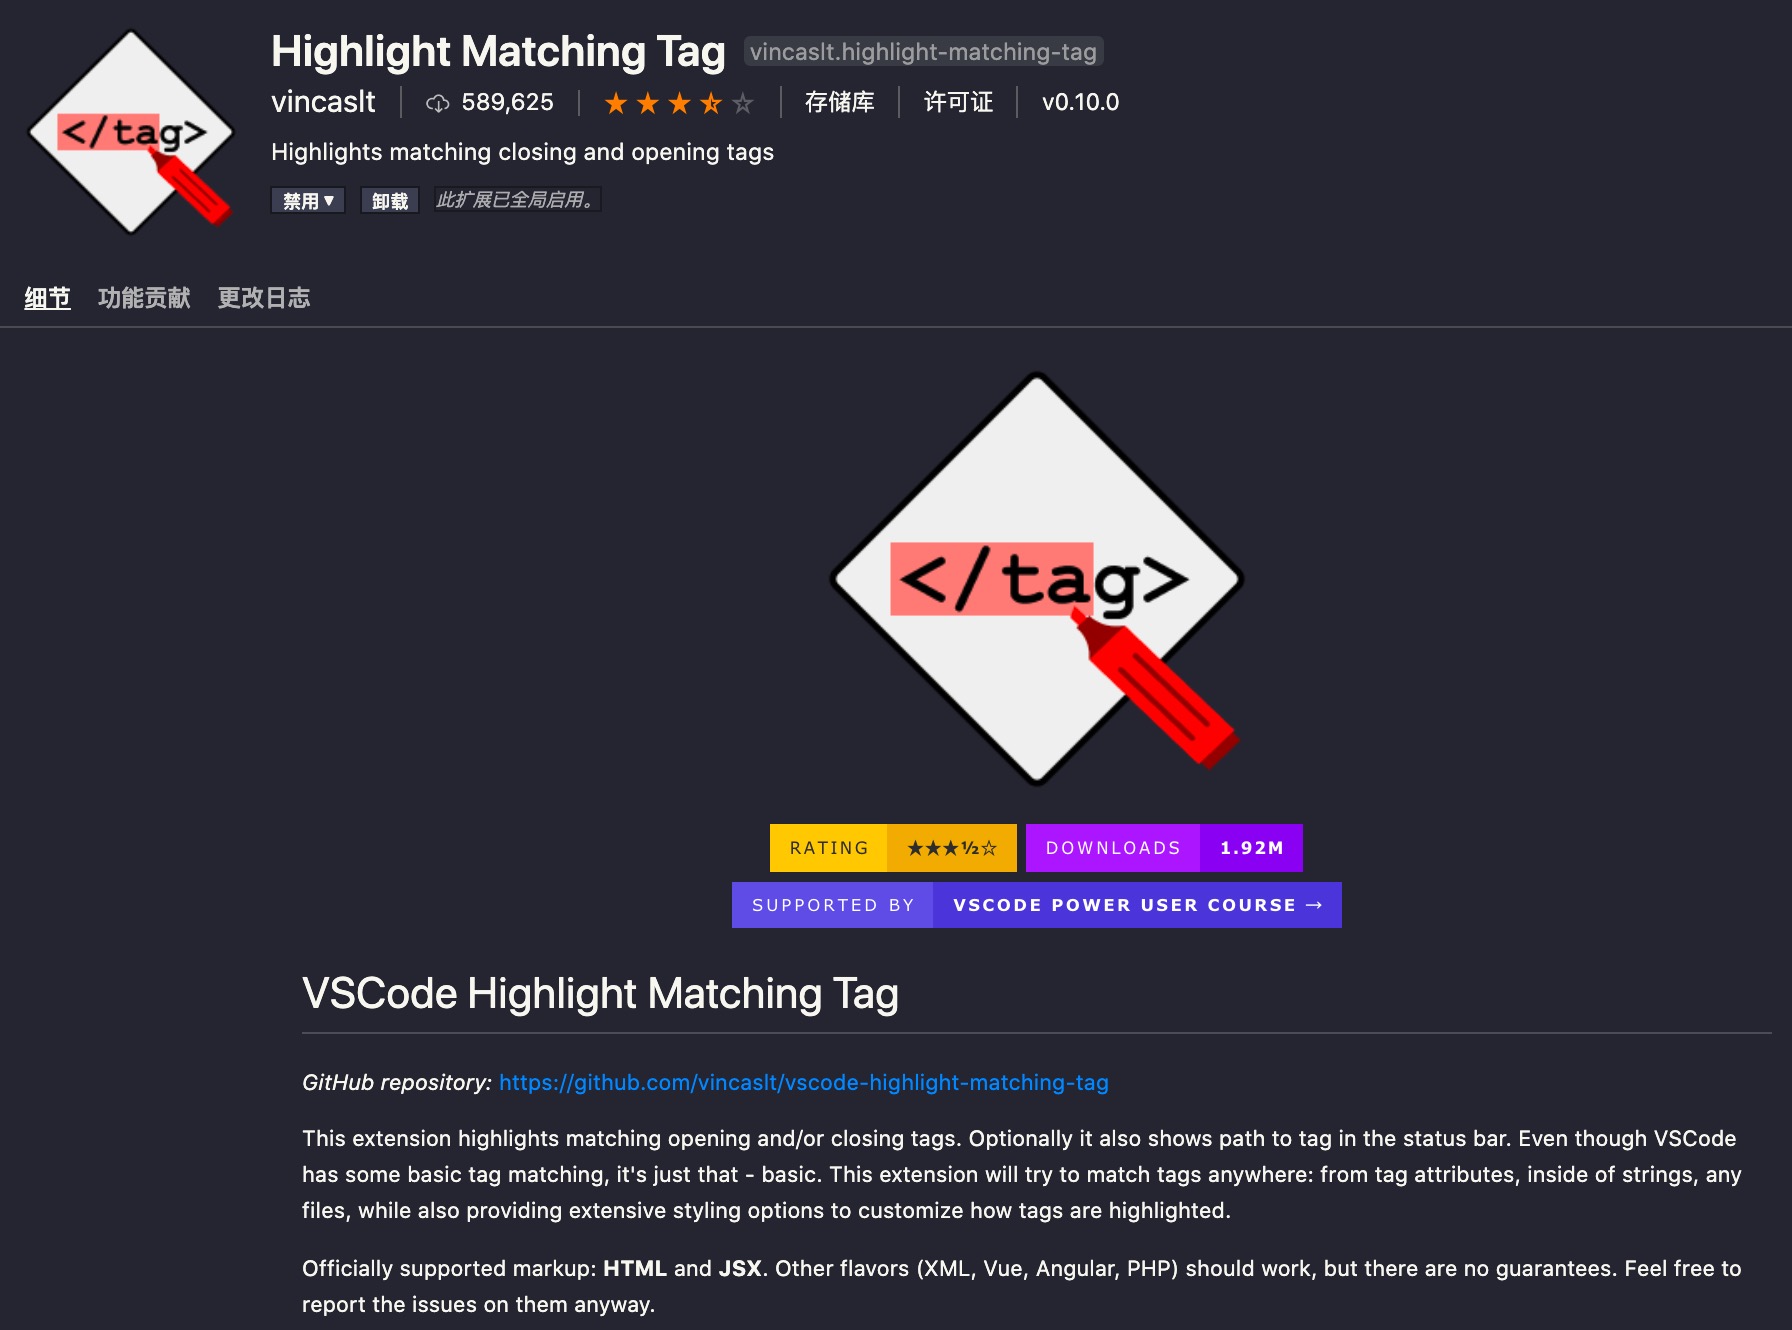 </tag>
Highlight Matching Tag vincaslt.highlight-matching-tag
vincaslt 589,625 ★★★☆ 存储库 许可证 v0.10.0
Highlights matching closing and opening tags
禁用▼ 卸载 此扩展已全局启用。
细节 功能贡献 更改日志
</tag>
RATING ★★★½☆ DOWNLOADS 1.92M
SUPPORTED BY VSCODE POWER USER COURSE →
VSCode Highlight Matching Tag
GitHub repository: https://github.com/vincaslt/vscode-highlight-matching-tag
This extension highlights matching opening and/or closing tags. Optionally it also shows path to tag in the status bar. Even though VSCode
has some basic tag matching, it's just that - basic. This extension will try to match tags anywhere: from tag attributes, inside of strings, any
files, while also providing extensive styling options to customize how tags are highlighted.
Officially supported markup: HTML and JSX. Other flavors (XML, Vue, Angular, PHP) should work, but there are no guarantees. Feel free to
report the issues on them anyway.